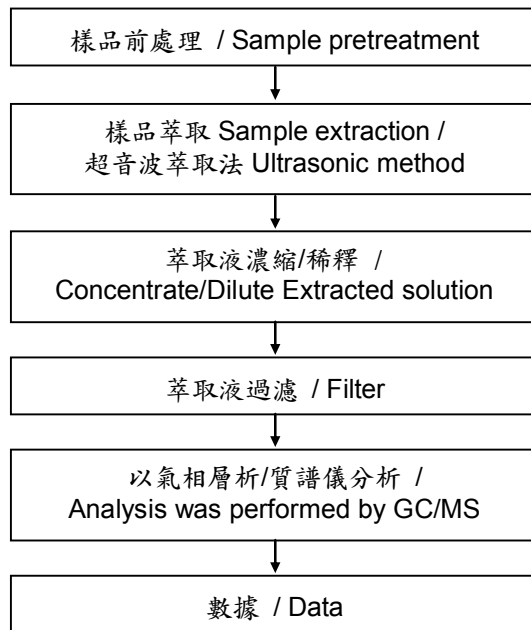 樣品前處理 / Sample pretreatment
樣品萃取 Sample extraction /
超音波萃取法 Ultrasonic method
萃取液濃縮/稀釋 /
Concentrate/Dilute Extracted solution
萃取液過濾 / Filter
以氣相層析/質譜儀分析 /
Analysis was performed by GC/MS
數據 / Data